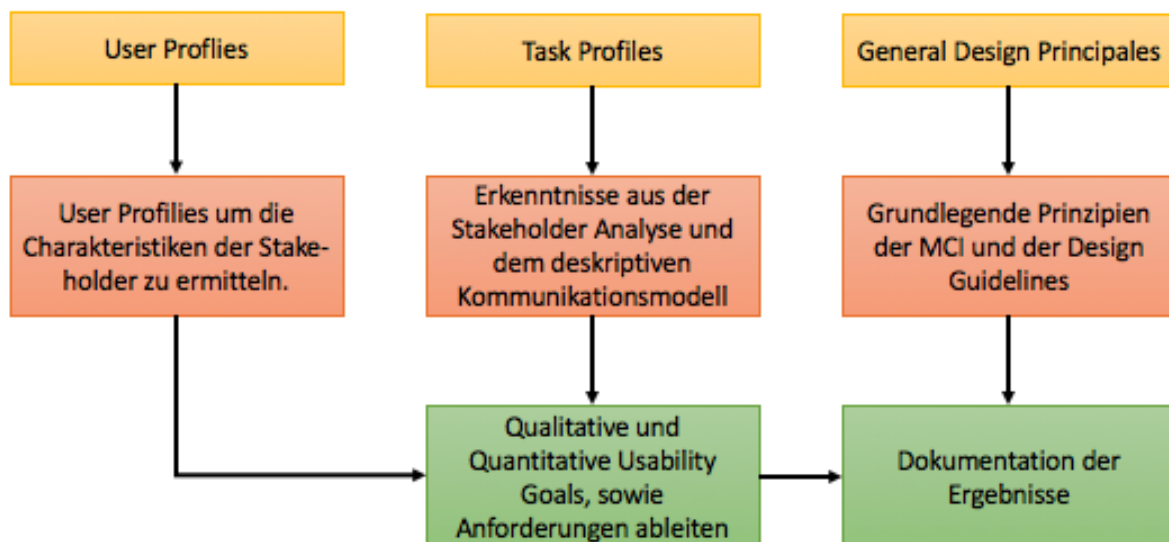 User Proflies
Task Profiles
General Design Principales
User Profilies um die
Charakteristiken der Stake-
holder zu ermitteln.
Erkenntnisse aus der
Stakeholder Analyse und
dem deskriptiven
Kommunikationsmodell
Grundlegende Prinzipien
der MCI und der Design
Guidelines
Qualitative und
Quantitative Usability
Goals, sowie
Anforderungen ableiten
Dokumentation der
Ergebnisse